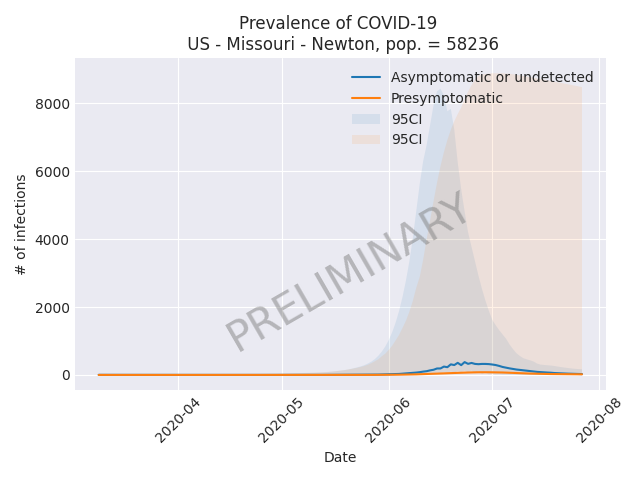 Prevalence of COVID-19
US - Missouri - Newton, pop. = 58236
Asymptomatic or undetected
Presymptomatic
95CI
95CI
8000
6000
4000
2000
0
# of infections
PRELIMINARY
2020-04
2020-05
2020-06
2020-07
2020-08
Date